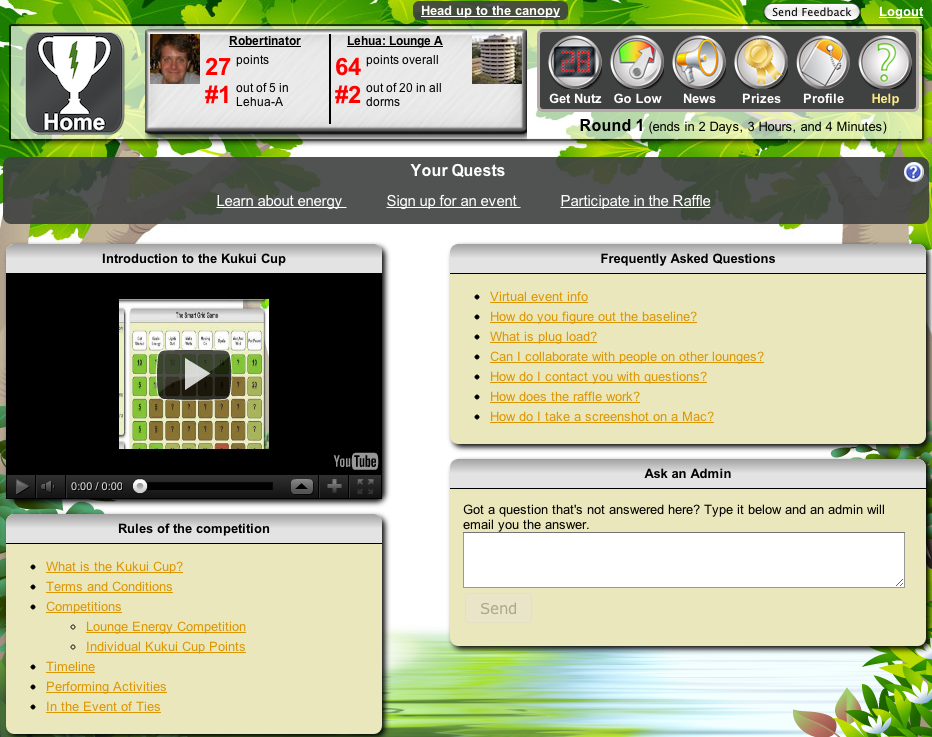 Head up to the canopy
Send Feedback
Logout
Home
Robertinator
27 points
#1 out of 5 in
Lehua-A
Lehua: Lounge A
64 points overall
#2 out of 20 in all
dorms
28
Get Nutz
Go Low
News
Prizes
Profile
?
Help
Round 1 (ends in 2 Days, 3 Hours, and 4 Minutes)
Your Quests
?
Learn about energy
Sign up for an event
Participate in the Raffle
Introduction to the Kukui Cup
The Smart Grid Game
YouTube
0:00 / 0:00
Rules of the competition
What is the Kukui Cup?
Terms and Conditions
Competitions
Lounge Energy Competition
Individual Kukui Cup Points
Timeline
Performing Activities
In the Event of Ties
Frequently Asked Questions
Virtual event info
How do you figure out the baseline?
What is plug load?
Can I collaborate with people on other lounges?
How do I contact you with questions?
How does the raffle work?
How do I take a screenshot on a Mac?
Ask an Admin
Got a question that's not answered here? Type it below and an admin will
email you the answer.
Send